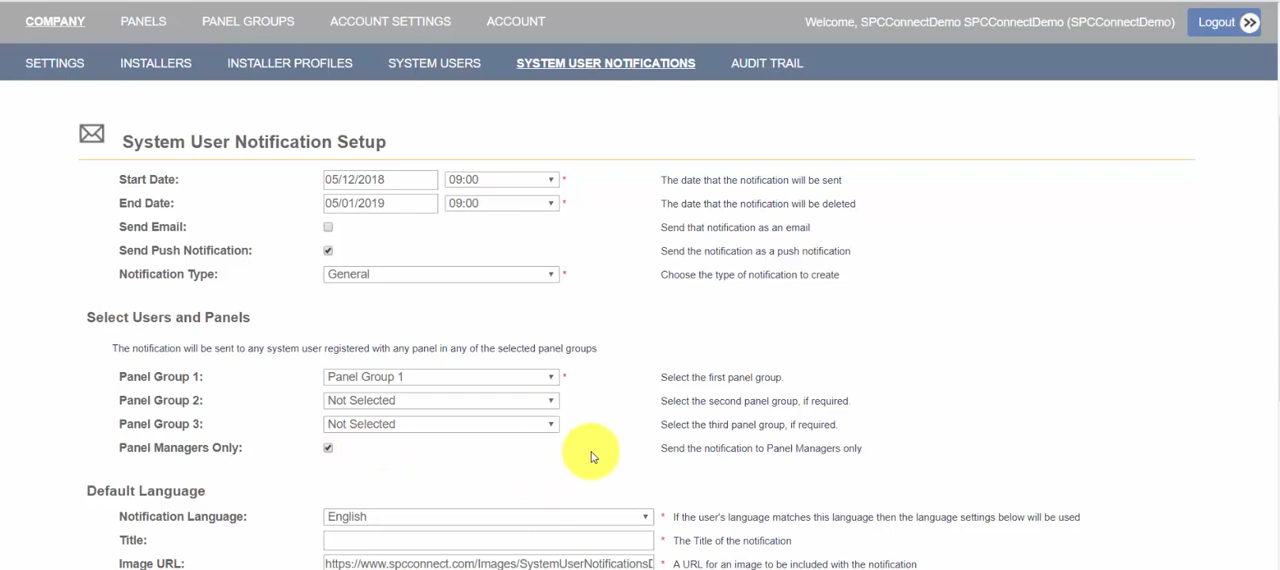 COMPANY PANELS PANEL GROUPS ACCOUNT SETTINGS ACCOUNT Welcome, SPCConnectDemo SPCConnectDemo (SPCConnectDemo) Logout
SETTINGS INSTALLERS INSTALLER PROFILES SYSTEM USERS SYSTEM USER NOTIFICATIONS AUDIT TRAIL
System User Notification Setup
Start Date: 05/12/2018 09:00 * The date that the notification will be sent
End Date: 05/01/2019 09:00 * The date that the notification will be deleted
Send Email: Send that notification as an email
Send Push Notification: Send the notification as a push notification
Notification Type: General * Choose the type of notification to create
Select Users and Panels
The notification will be sent to any system user registered with any panel in any of the selected panel groups
Panel Group 1: Panel Group 1 * Select the first panel group.
Panel Group 2: Not Selected Select the second panel group, if required.
Panel Group 3: Not Selected Select the third panel group, if required.
Panel Managers Only: Send the notification to Panel Managers only
Default Language
Notification Language: English * If the user's language matches this language then the language settings below will be used
Title: * The Title of the notification
Image URL: https://www.spcconnect.com/Images/SystemUserNotificationsD * A URL for an image to be included with the notification